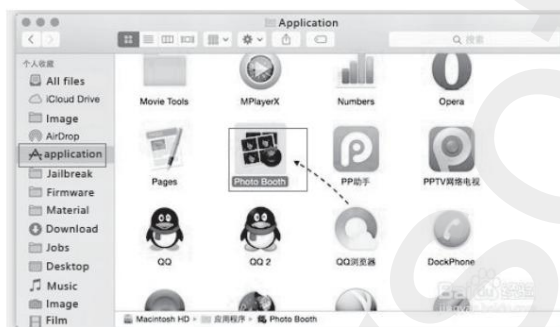 Application
搜索
个人收藏
All files
iCloud Drive
Image
AirDrop
application
Jailbreak
Firmware
Material
Download
Jobs
Desktop
Music
Image
Film
Movie Tools
MPlayerX
Numbers
Opera
Pages
Photo Booth
PP助手
PPTV网络电视
QQ
QQ 2
QQ浏览器
DockPhone
Macintosh HD
应用程序
Photo Booth
Baidu 经验